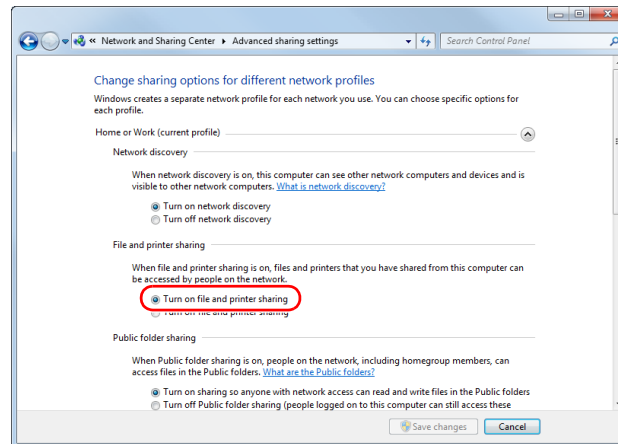 « Network and Sharing Center ▸ Advanced sharing settings
Search Control Panel
Change sharing options for different network profiles
Windows creates a separate network profile for each network you use. You can choose specific options for
each profile.
Home or Work (current profile)
Network discovery
When network discovery is on, this computer can see other network computers and devices and is
visible to other network computers. What is network discovery?
Turn on network discovery
Turn off network discovery
File and printer sharing
When file and printer sharing is on, files and printers that you have shared from this computer can
be accessed by people on the network.
Turn on file and printer sharing
Turn off file and printer sharing
Public folder sharing
When Public folder sharing is on, people on the network, including homegroup members, can
access files in the Public folders. What are the Public folders?
Turn on sharing so anyone with network access can read and write files in the Public folders
Turn off Public folder sharing (people logged on to this computer can still access these
Save changes
Cancel